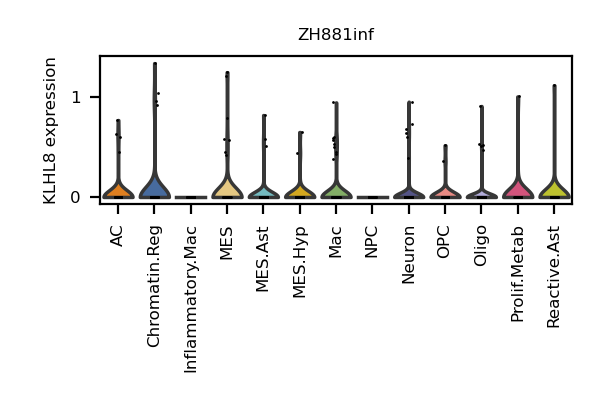 ZH881inf
KLHL8 expression
1
0
AC
Chromatin.Reg
Inflammatory.Mac
MES
MES.Ast
MES.Hyp
Mac
NPC
Neuron
OPC
Oligo
Prolif.Metab
Reactive.Ast